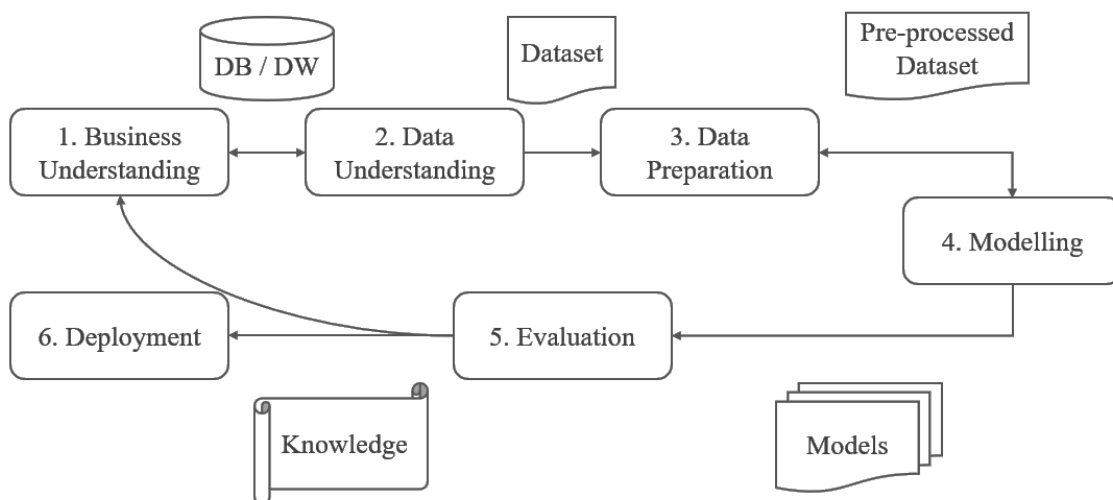 DB / DW
Dataset
Pre-processed
Dataset
1. Business
Understanding
2. Data
Understanding
3. Data
Preparation
4. Modelling
6. Deployment
5. Evaluation
Knowledge
Models